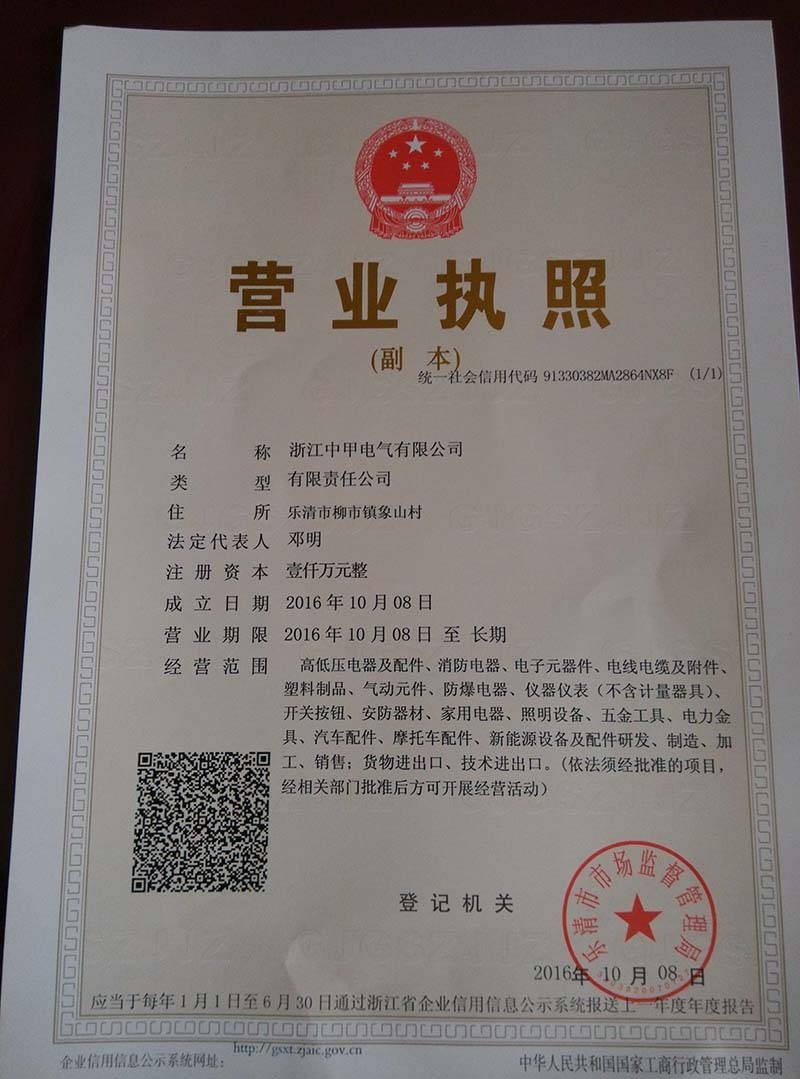 营业执照
(副 本)
统一社会信用代码 91330382MA2864NX8F (1/1)
名 称 浙江中甲电气有限公司
类 型 有限责任公司
住 所 乐清市柳市镇象山村
法定代表人 邓明
注册资本 壹仟万元整
成立日期 2016年10月08日
营业期限 2016年10月08日 至 长期
经营范围 高低压电器及配件、消防电器、电子元器件、电线电缆及附件、
塑料制品、气动元件、防爆电器、仪器仪表（不含计量器具）、
开关按钮、安防器材、家用电器、照明设备、五金工具、电力金
具、汽车配件、摩托车配件、新能源设备及配件研发、制造、加
工、销售；货物进出口、技术进出口。(依法须经批准的项目，
经相关部门批准后方可开展经营活动）
登记机关
乐清市市场监督管理局
2016年 10 月 08 日
应当于每年1月1日至6月30日通过浙江省企业信用信息公示系统报送上一年度年度报告
企业信用信息公示系统网址： http://gsxt.zjaic.gov.cn
中华人民共和国国家工商行政管理总局监制